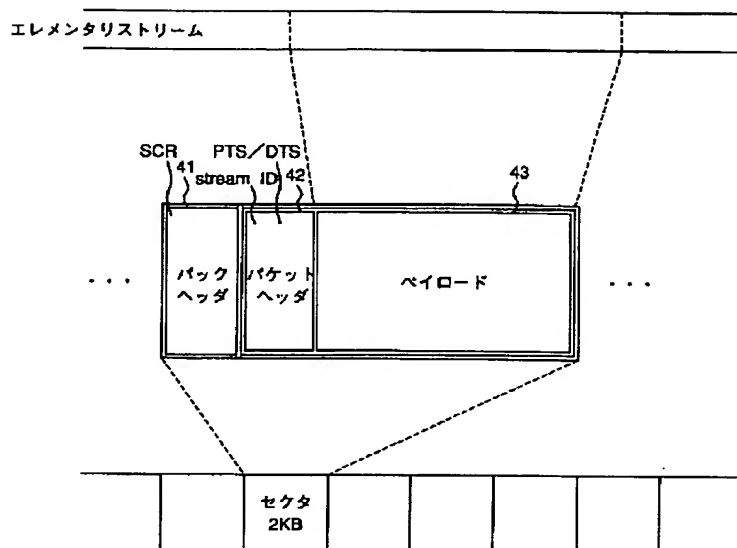 エレメンタリストリーム
SCR
PTS/DTS
41
stream ID
42
43
パック
ヘッダ
パケット
ヘッダ
ペイロード
...
...
セクタ
2KB